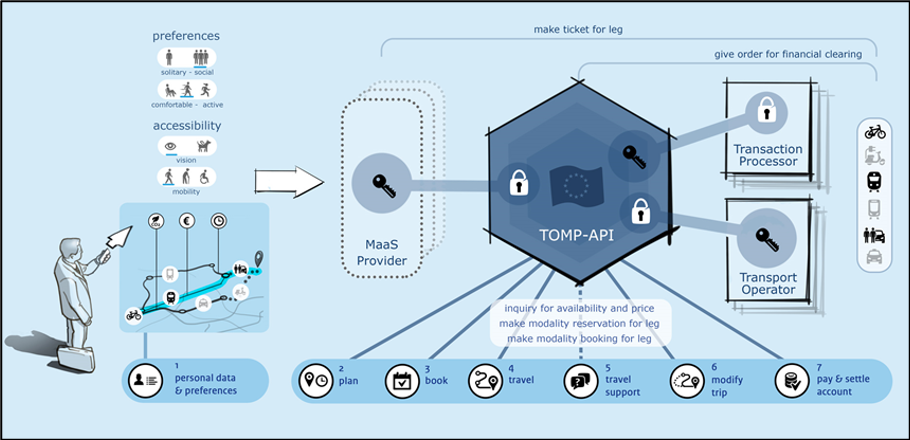 make ticket for leg
give order for financial clearing
preferences
solitary - social
comfortable - active
accessibility
vision
mobility
MaaS
Provider
TOMP-API
Transaction
Processor
Transport
Operator
€
inquiry for availability and price
make modality reservation for leg
make modality booking for leg
1
personal data
& preferences
2
plan
3
book
4
travel
5
travel
support
6
modify
trip
7
pay & settle
account